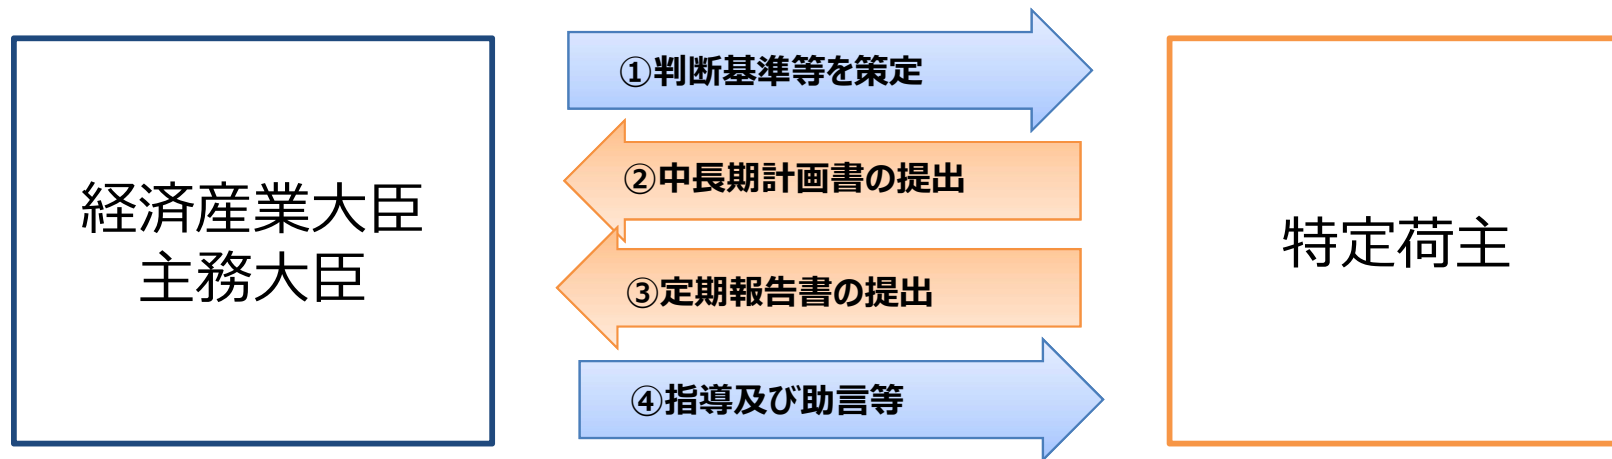 経済産業大臣
主務大臣
①判断基準等を策定
②中長期計画書の提出
③定期報告書の提出
④指導及び助言等
特定荷主